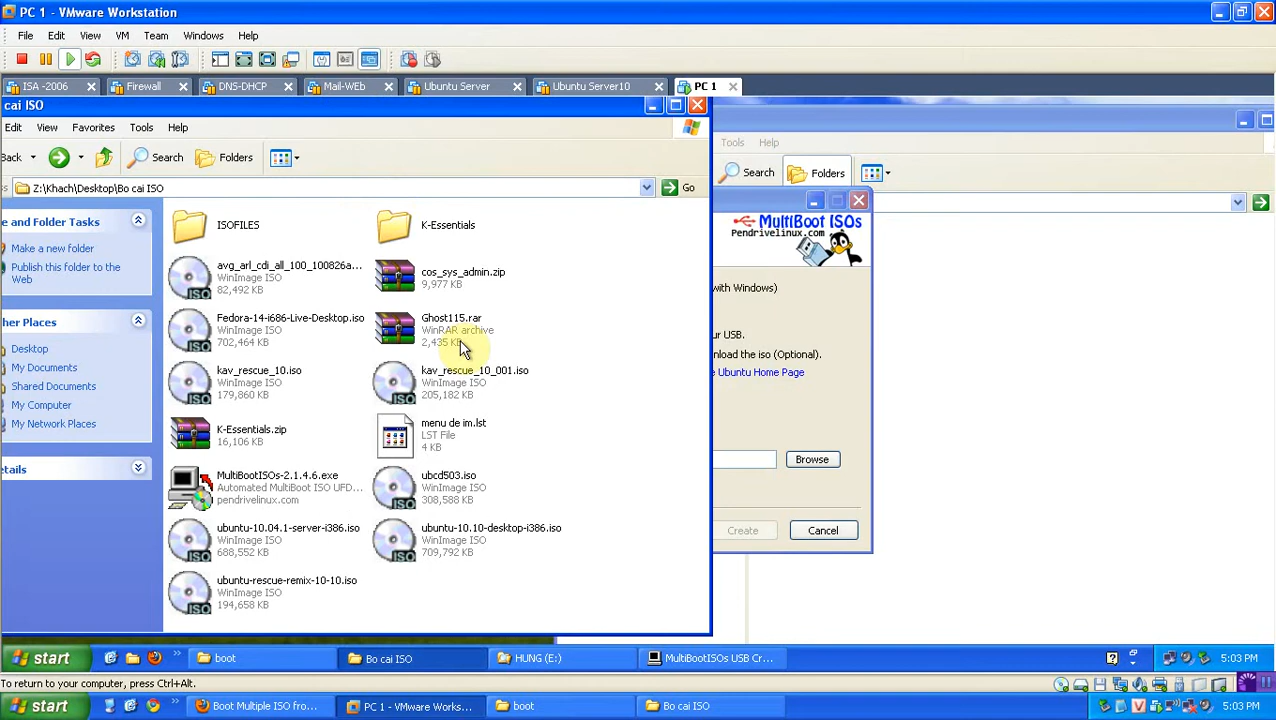 PC 1 - VMware Workstation
File Edit View VM Team Windows Help
ISA -2006 Firewall DNS-DHCP Mail-WEb Ubuntu Server Ubuntu Server10 PC 1
cai ISO
Edit View Favorites Tools Help
Tools Help
Back Search Folders
Search Folders
Z:\Khach\Desktop\Bo cai ISO
Go
e and Folder Tasks
Make a new folder
Publish this folder to the
Web
her Places
Desktop
My Documents
Shared Documents
My Computer
My Network Places
etails
ISOFILES
K-Essentials
avg_arl_cdi_all_100_100826a...
WinImage ISO
82,492 KB
cos_sys_admin.zip
9,977 KB
Fedora-14-i686-Live-Desktop.iso
WinImage ISO
702,464 KB
Ghost115.rar
WinRAR archive
2,435 KB
kav_rescue_10.iso
WinImage ISO
179,860 KB
kav_rescue_10_001.iso
WinImage ISO
205,182 KB
K-Essentials.zip
16,106 KB
menu de im.lst
LST File
4 KB
MultiBootISOs-2.1.4.6.exe
Automated MultiBoot ISO UFD...
pendrivelinux.com
ubcd503.iso
WinImage ISO
308,588 KB
ubuntu-10.04.1-server-i386.iso
WinImage ISO
688,552 KB
ubuntu-10.10-desktop-i386.iso
WinImage ISO
709,792 KB
ubuntu-rescue-remix-10-10.iso
WinImage ISO
194,658 KB
MultiBoot ISOs
Pendrivelinux.com
with Windows)
ur USB.
nload the iso (Optional).
e Ubuntu Home Page
Browse
Create Cancel
start boot Bo cai ISO HUNG (E:) MultiBootISOs USB Cr... 5:03 PM
To return to your computer, press Ctrl+Alt.
start Boot Multiple ISO fro... PC 1 - VMware Works... boot Bo cai ISO 5:03 PM